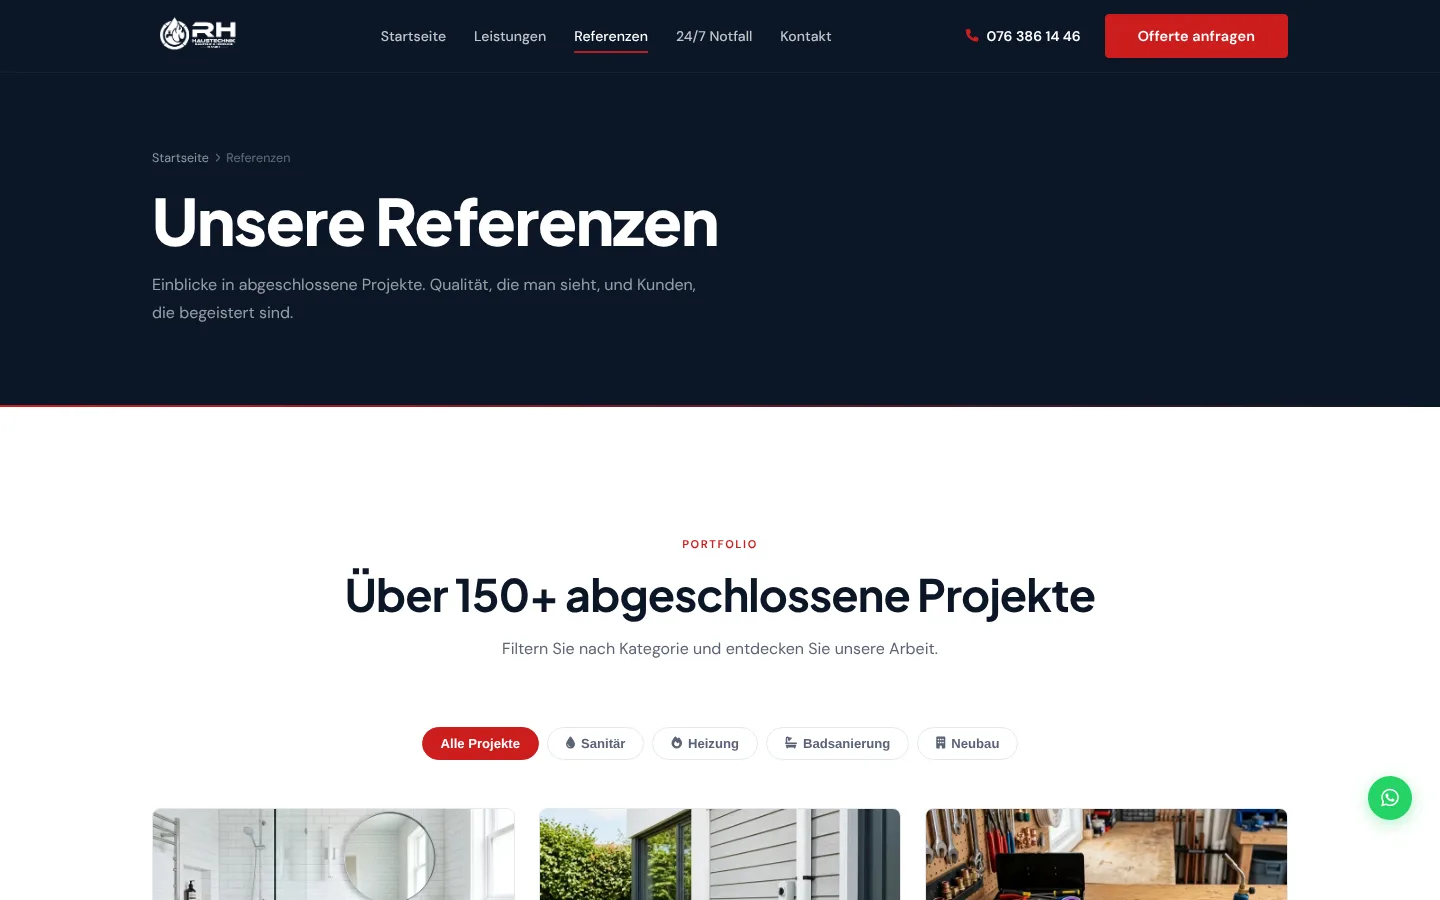 RH
HAUSTECHNIK
Startseite
Leistungen
Referenzen
24/7 Notfall
Kontakt
076 386 14 46
Offerte anfragen
Startseite
Referenzen
Unsere Referenzen
Einblicke in abgeschlossene Projekte. Qualität, die man sieht, und Kunden,
die begeistert sind.
PORTFOLIO
Über 150+ abgeschlossene Projekte
Filtern Sie nach Kategorie und entdecken Sie unsere Arbeit.
Alle Projekte
Sanitär
Heizung
Badsanierung
Neubau